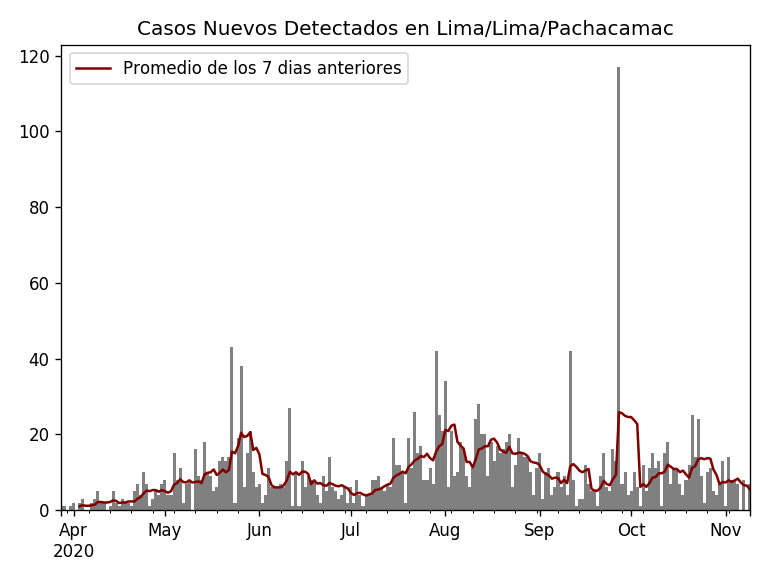 Casos Nuevos Detectados en Lima/Lima/Pachacamac
Promedio de los 7 dias anteriores
120
100
80
60
40
20
0
Apr May Jun Jul Aug Sep Oct Nov
2020